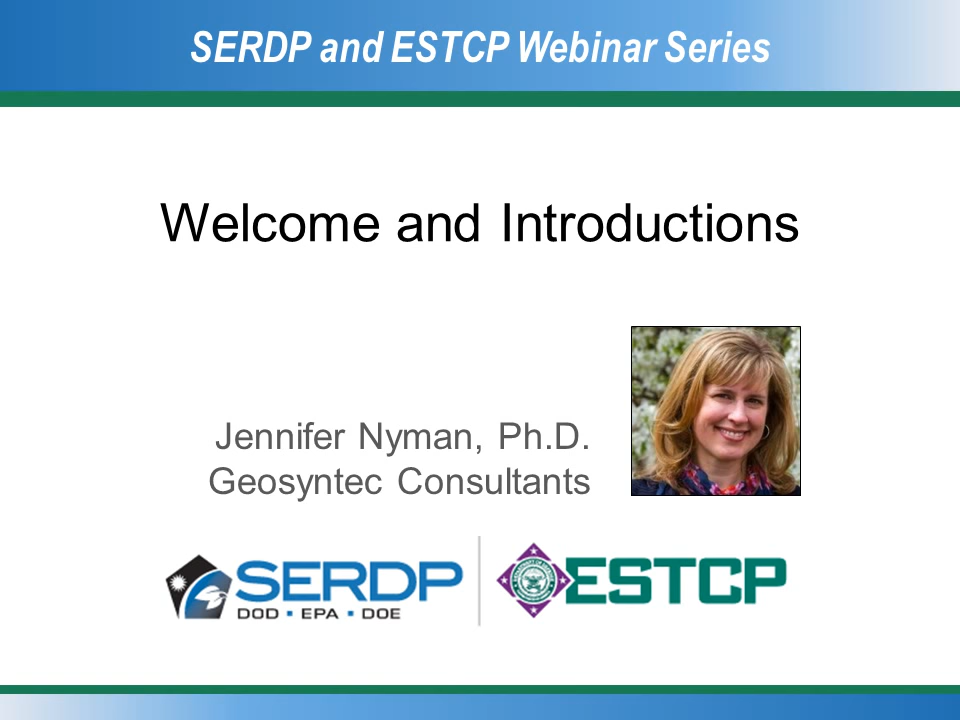 SERDP and ESTCP Webinar Series
Welcome and Introductions
Jennifer Nyman, Ph.D.
Geosyntec Consultants
SERDP
DOD • EPA • DOE
ESTCP